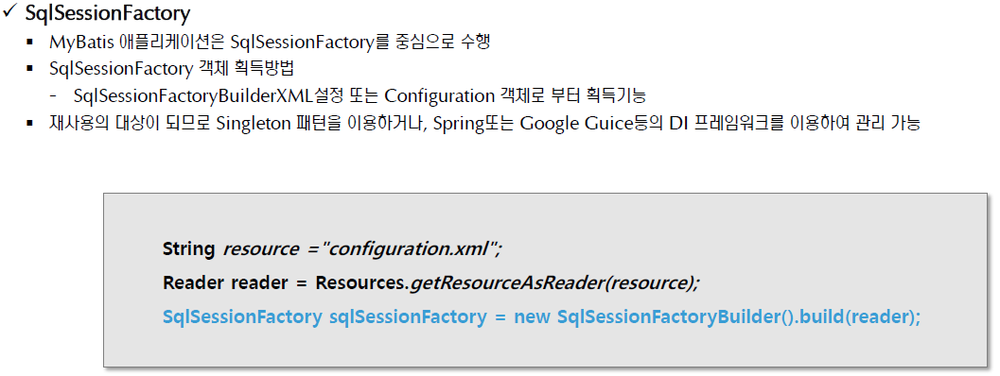 ✓ SqlSessionFactory
▪ MyBatis 애플리케이션은 SqlSessionFactory를 중심으로 수행
▪ SqlSessionFactory 객체 획득방법
- SqlSessionFactoryBuilderXML설정 또는 Configuration 객체로 부터 획득기능
▪ 재사용의 대상이 되므로 Singleton 패턴을 이용하거나, Spring또는 Google Guice등의 DI 프레임워크를 이용하여 관리 가능
String resource ="configuration.xml";
Reader reader = Resources.getResourceAsReader(resource);
SqlSessionFactory sqlSessionFactory = new SqlSessionFactoryBuilder().build(reader);